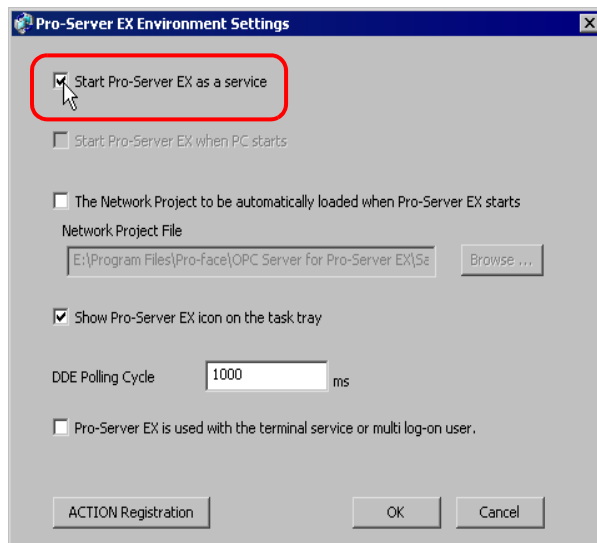 Pro-Server EX Environment Settings
Start Pro-Server EX as a service
Start Pro-Server EX when PC starts
The Network Project to be automatically loaded when Pro-Server EX starts
Network Project File
E:\Program Files\Pro-face\OPC Server for Pro-Server EX\Sa
Browse ...
Show Pro-Server EX icon on the task tray
DDE Polling Cycle
1000
ms
Pro-Server EX is used with the terminal service or multi log-on user.
ACTION Registration
OK
Cancel